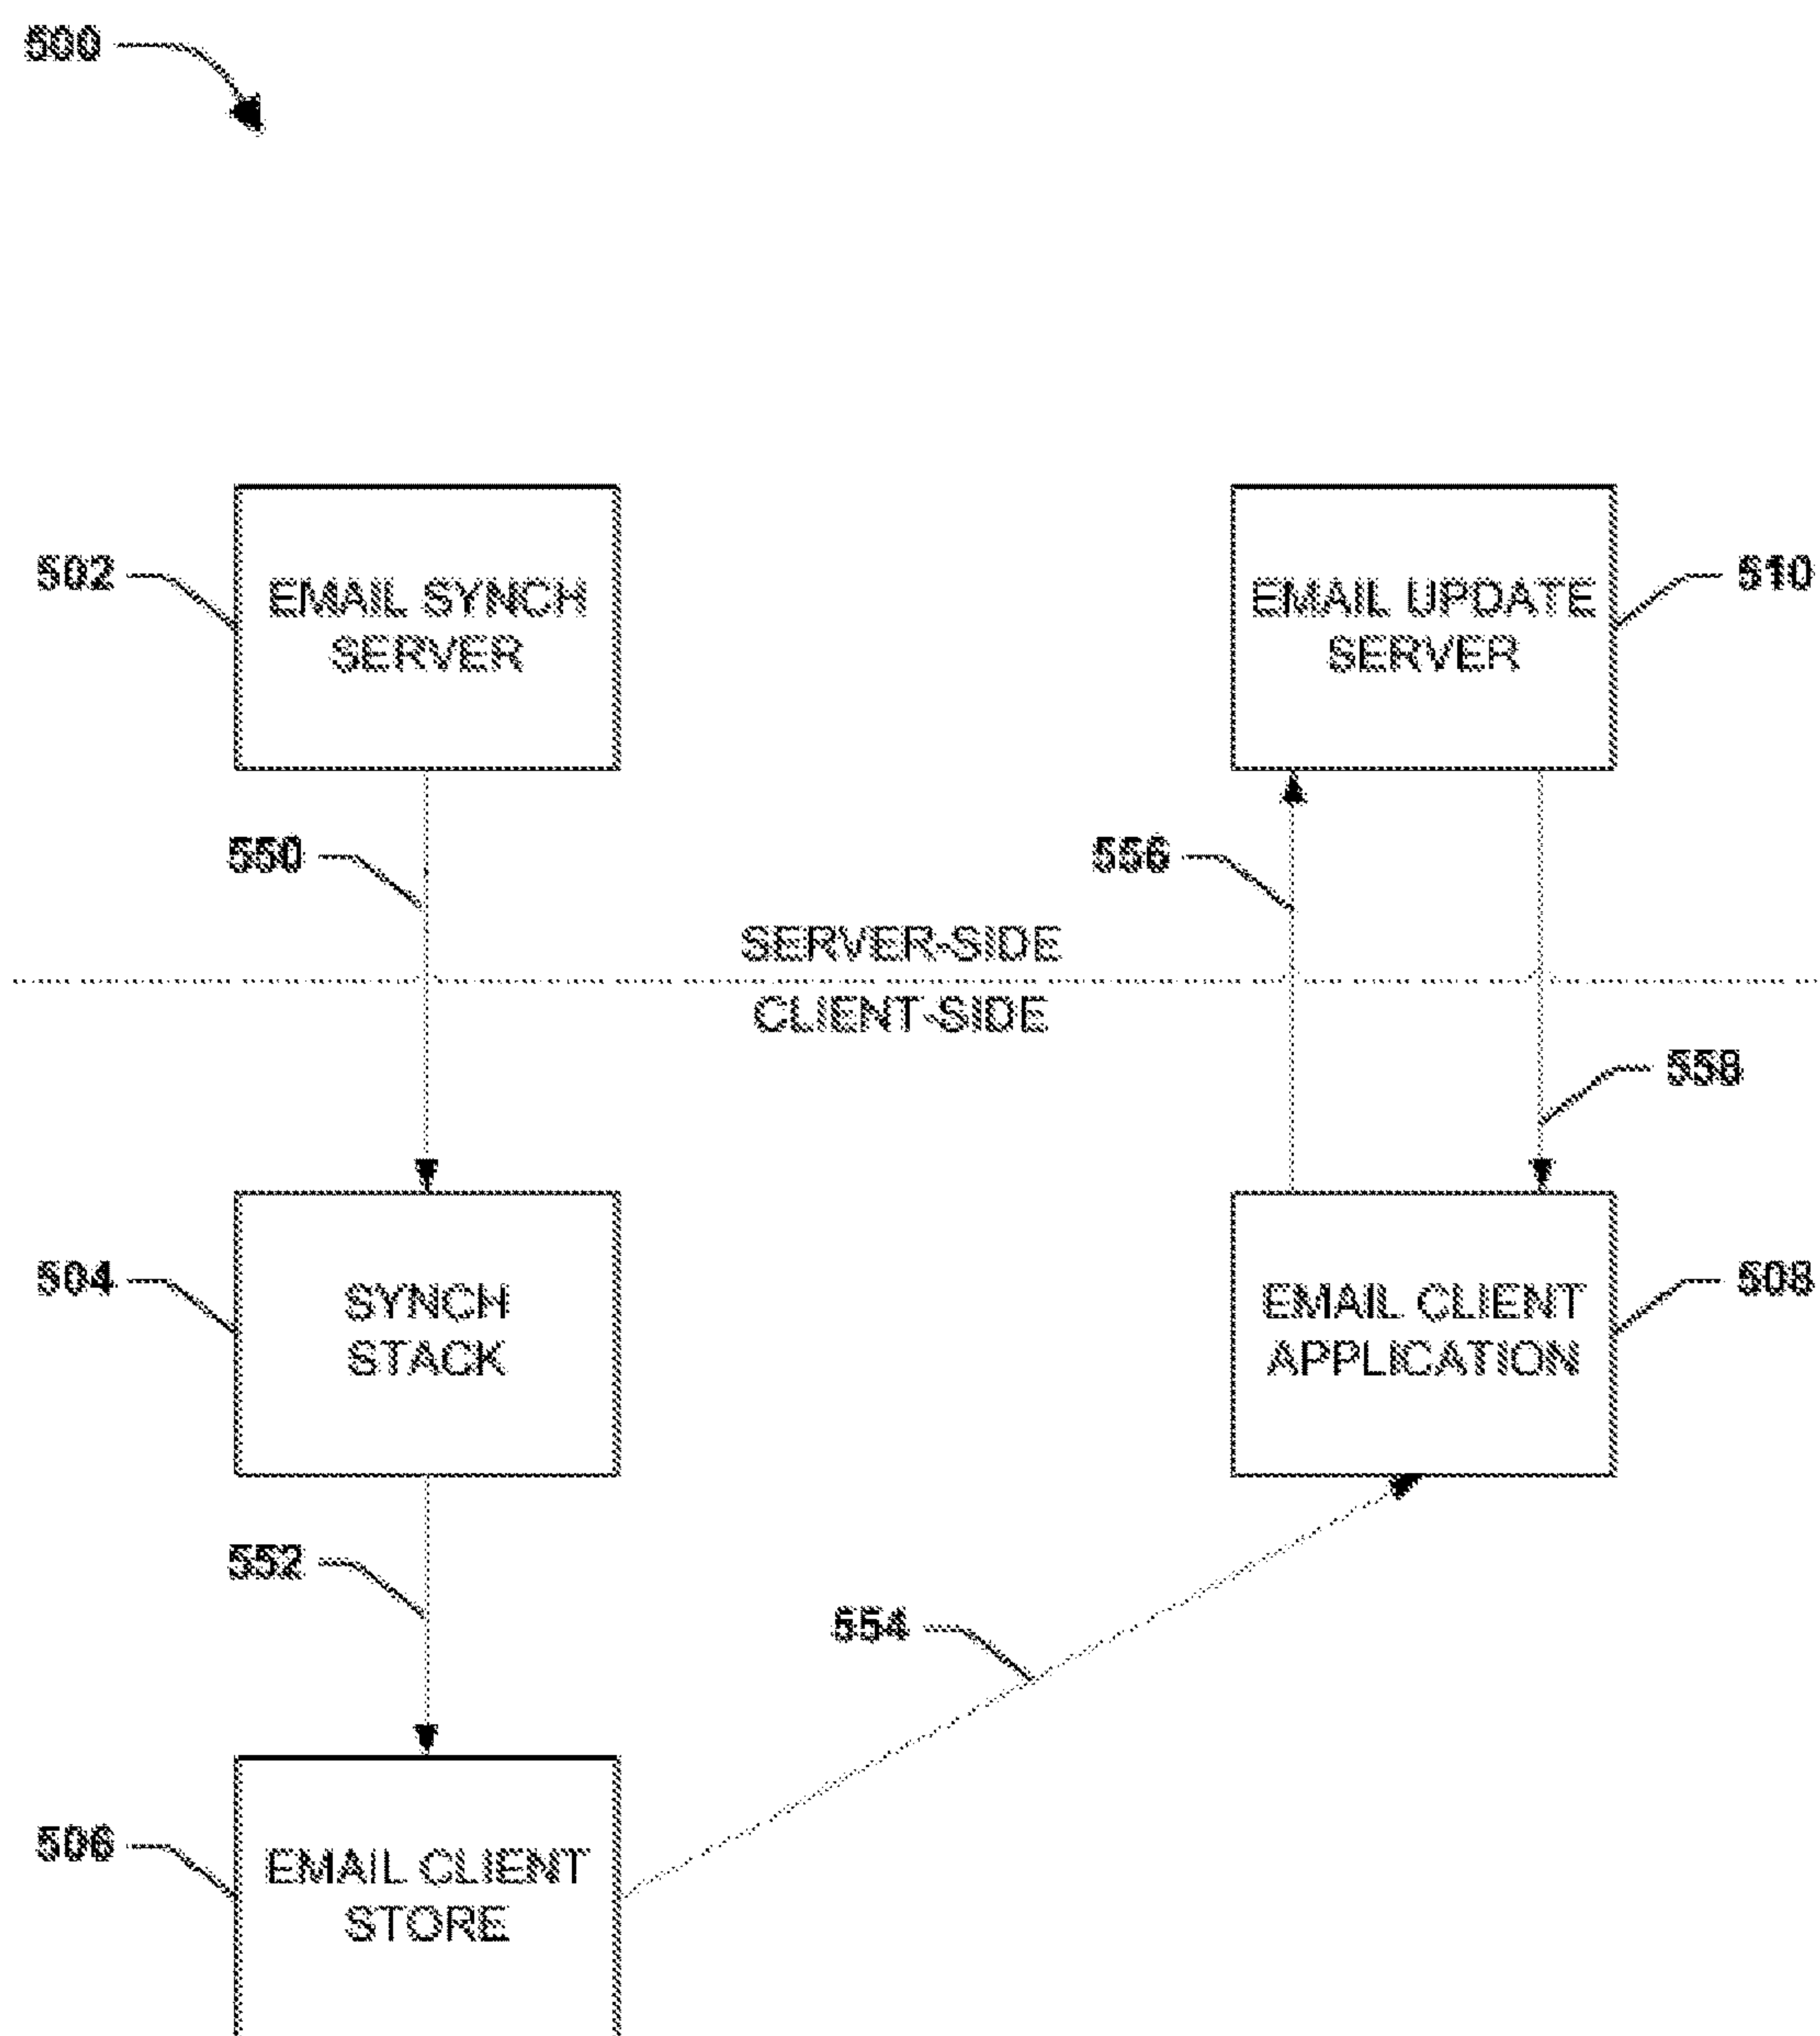 500
502
EMAIL SYNCH
SERVER
EMAIL UPDATE
SERVER
510
550
556
SERVER-SIDE
CLIENT-SIDE
558
504
SYNCH
STACK
EMAIL CLIENT
APPLICATION
508
552
554
506
EMAIL CLIENT
STORE